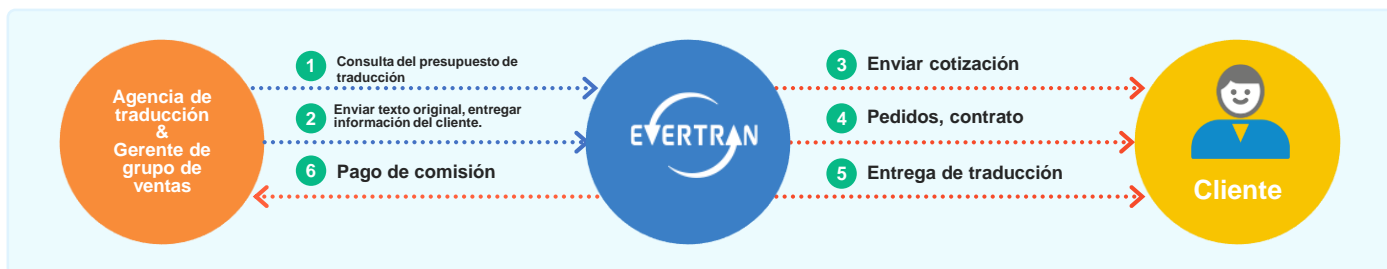 Agencia de
traducción
&
Gerente de
grupo de
ventas
1
Consulta del presupuesto de
traducción
2
Enviar texto original, entregar
información del cliente.
6
Pago de comisión
EVERTRAN
3
Enviar cotización
4
Pedidos, contrato
5
Entrega de traducción
Cliente